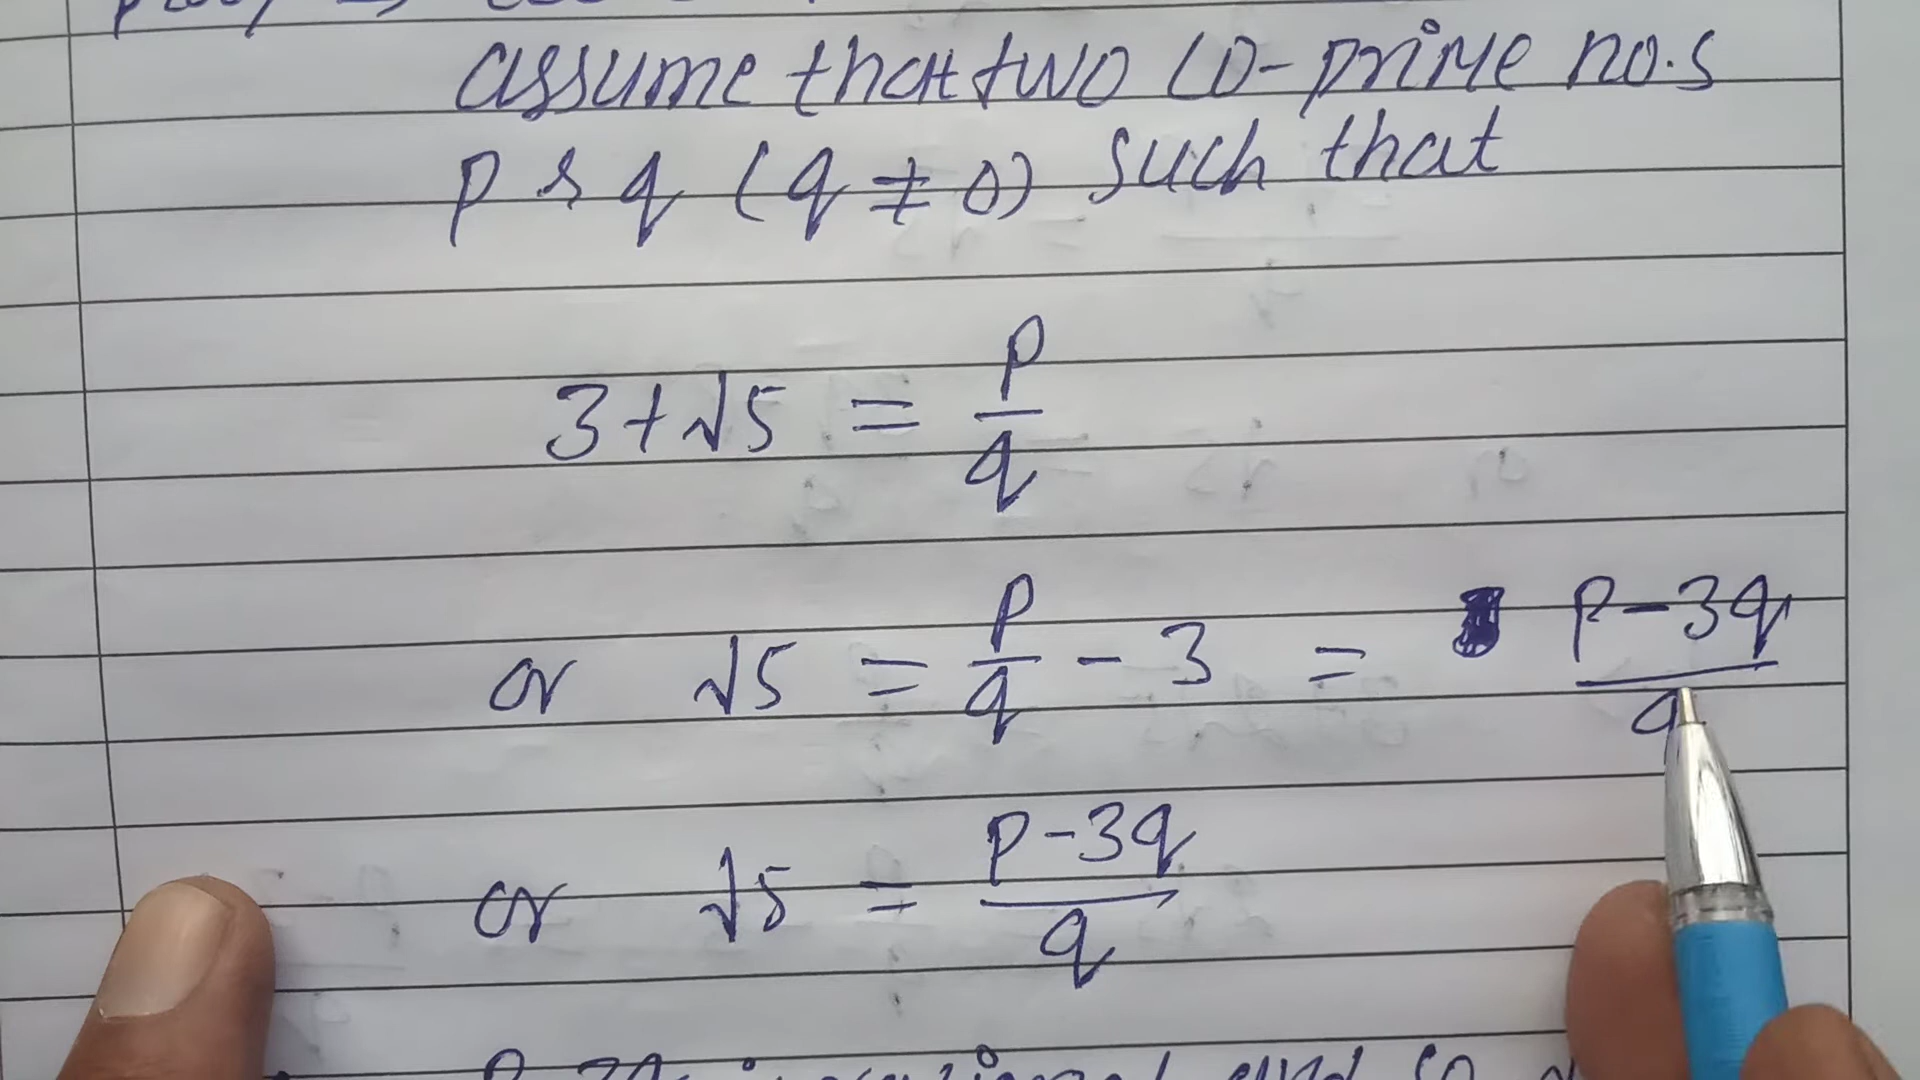 assume that two co-prime no.s
p & q (q ≠ 0) such that
3+√5 = p/q
or √5 = p/q - 3 = p-3q/q
or √5 = p-3q/q